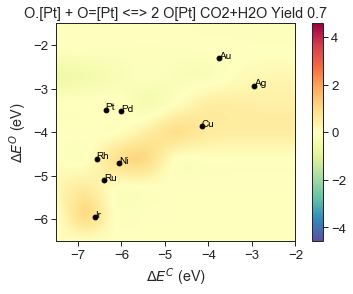 O.[Pt] + O=[Pt] <=> 2 O[Pt] CO2+H2O Yield 0.7
ΔE^O (eV)
−2
−3
−4
−5
−6
Au
Ag
Pt
Pd
Cu
Rh
Ni
Ru
Ir
−7
−6
−5
−4
−3
−2
ΔE^C (eV)
4
2
0
−2
−4